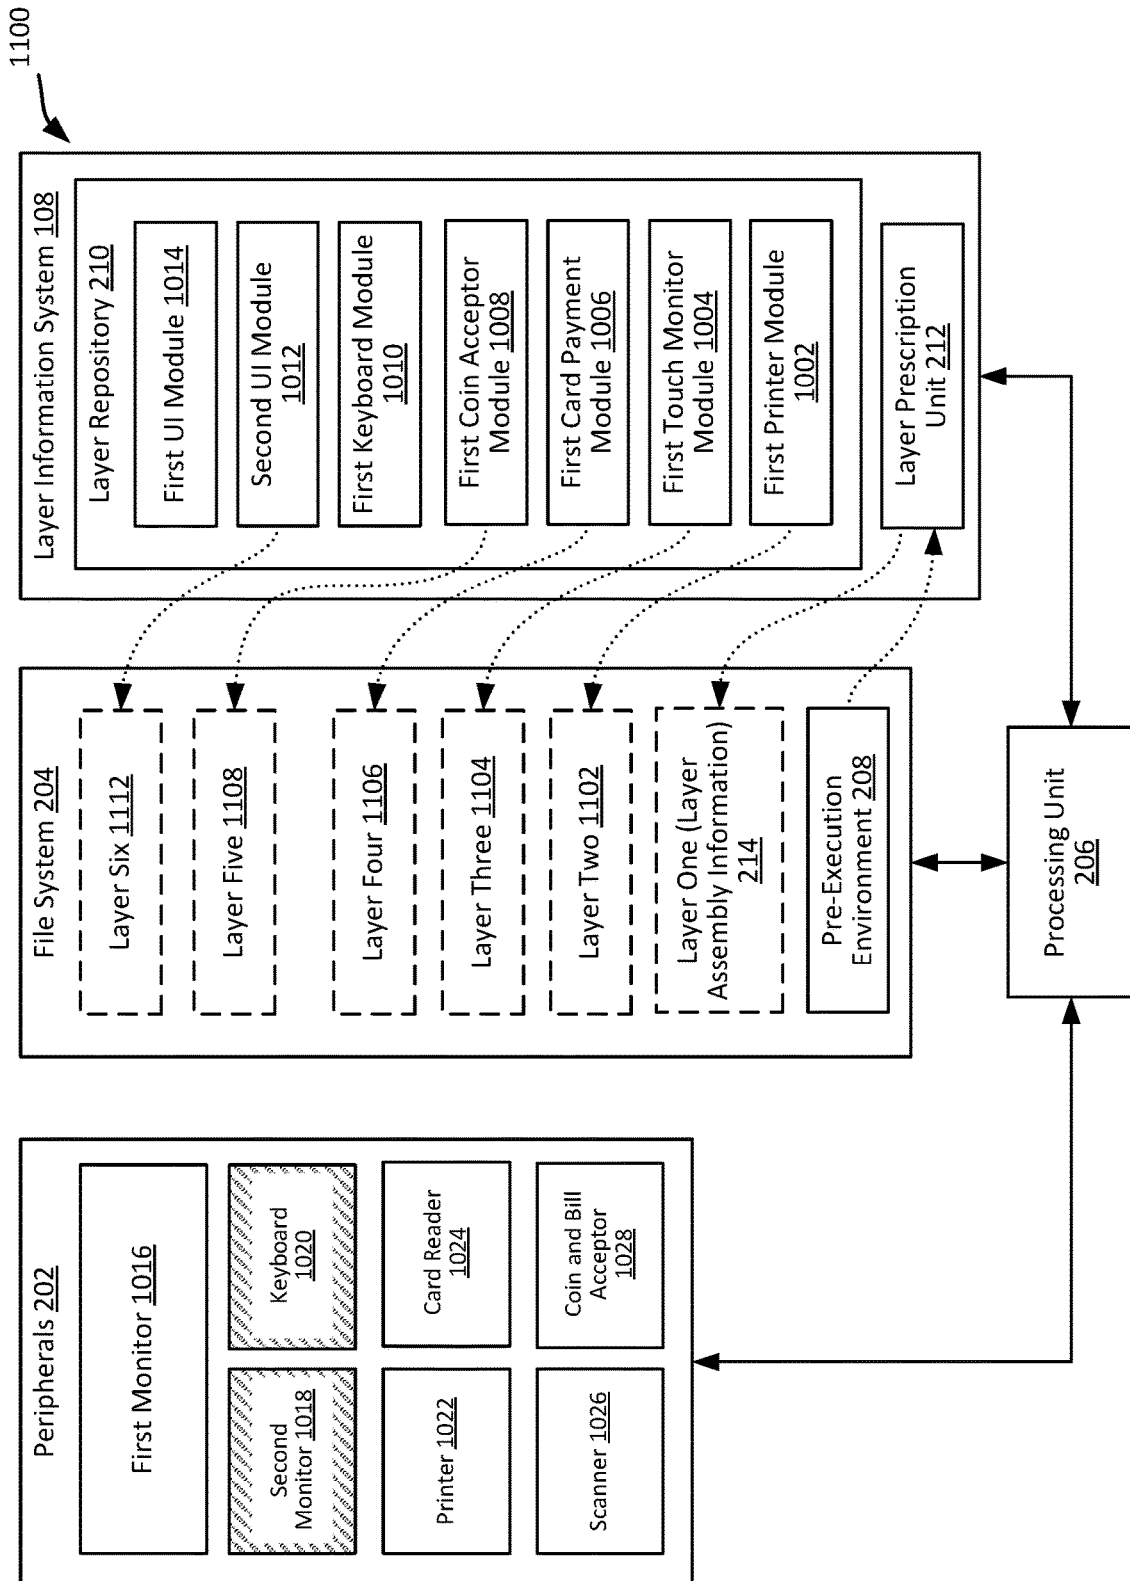 1100
Peripherals 202
First Monitor 1016
Second
Monitor 1018
Keyboard
1020
Printer 1022
Card Reader
1024
Scanner 1026
Coin and Bill
Acceptor
1028
File System 204
Layer Six 1112
Layer Five 1108
Layer Four 1106
Layer Three 1104
Layer Two 1102
Layer One (Layer
Assembly Information)
214
Pre-Execution
Environment 208
Layer Information System 108
Layer Repository 210
First UI Module 1014
Second UI Module
1012
First Keyboard Module
1010
First Coin Acceptor
Module 1008
First Card Payment
Module 1006
First Touch Monitor
Module 1004
First Printer Module
1002
Layer Prescription
Unit 212
Processing Unit
206